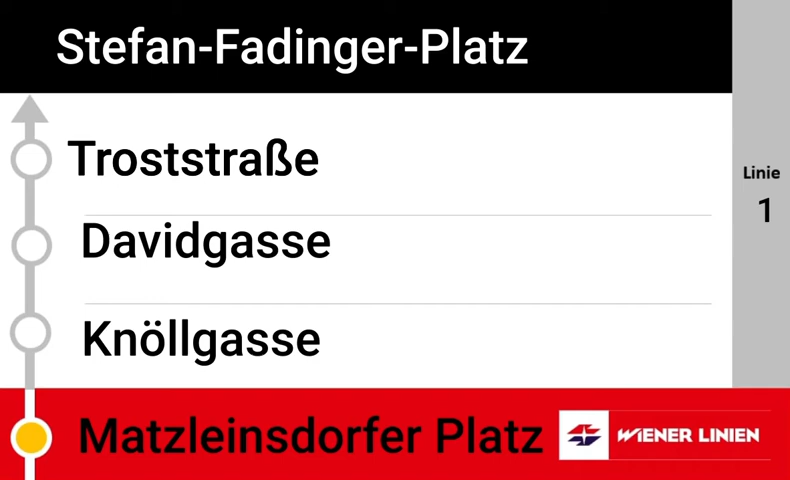 Stefan-Fadinger-Platz
Linie
1
Troststraße
Davidgasse
Knöllgasse
Matzleinsdorfer Platz
WIENER LINIEN